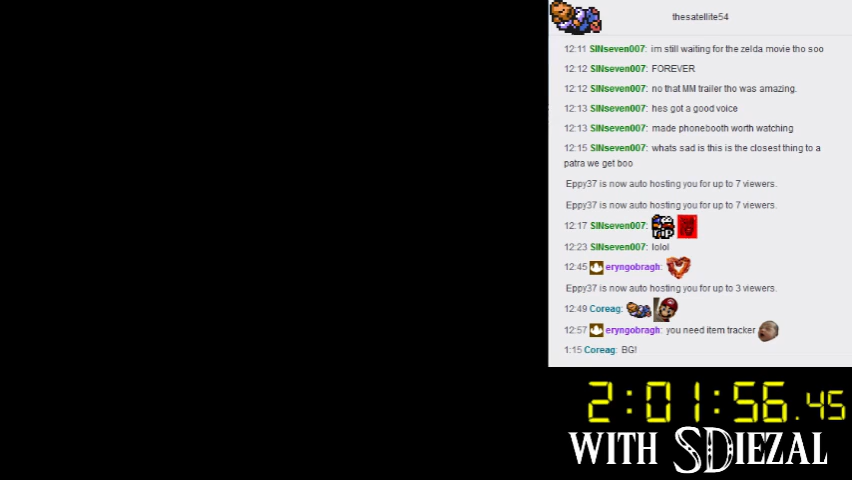 thesatellite54
12:11 SINseven007: im still waiting for the zelda movie tho soo
12:12 SINseven007: FOREVER
12:12 SINseven007: no that MM trailer tho was amazing.
12:13 SINseven007: hes got a good voice
12:13 SINseven007: made phonebooth worth watching
12:15 SINseven007: whats sad is this is the closest thing to a
patra we get boo
Eppy37 is now auto hosting you for up to 7 viewers.
Eppy37 is now auto hosting you for up to 7 viewers.
12:17 SINseven007: rip
12:23 SINseven007: lolol
12:45 eryngobragh:
Eppy37 is now auto hosting you for up to 3 viewers.
12:49 Coreag:
12:57 eryngobragh: you need item tracker
1:15 Coreag: BG!
2:01:56.45
WITH SDIEZAL